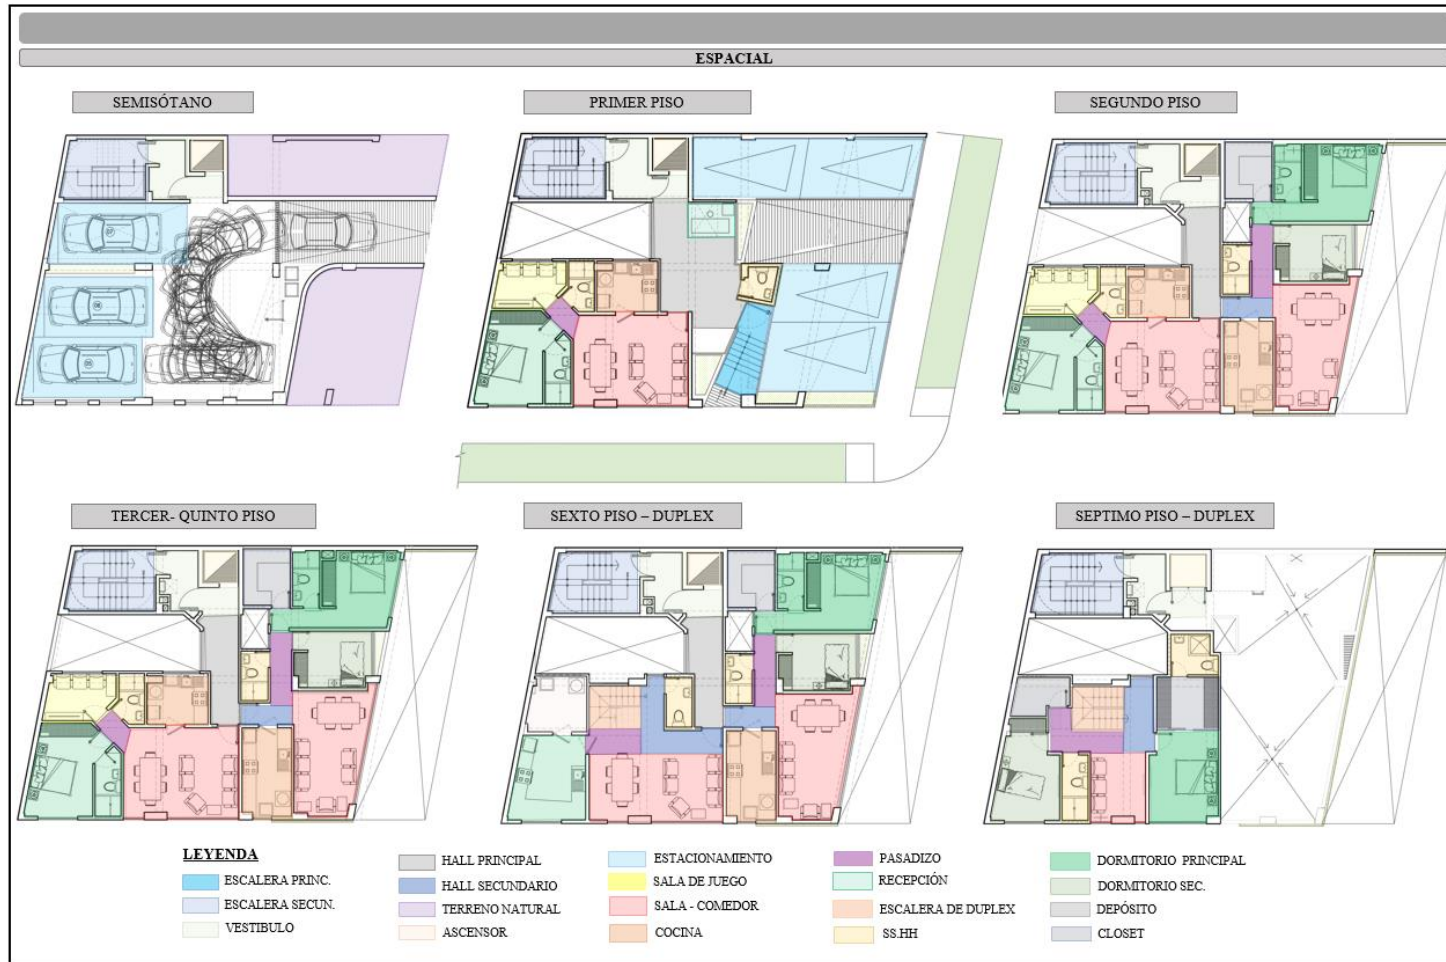 ESPACIAL
SEMISÓTANO
PRIMER PISO
SEGUNDO PISO
TERCER- QUINTO PISO
SEXTO PISO – DUPLEX
SEPTIMO PISO – DUPLEX
LEYENDA
ESCALERA PRINC.
ESCALERA SECUN.
VESTIBULO
HALL PRINCIPAL
HALL SECUNDARIO
TERRENO NATURAL
ASCENSOR
ESTACIONAMIENTO
SALA DE JUEGO
SALA - COMEDOR
COCINA
PASADIZO
RECEPCIÓN
ESCALERA DE DUPLEX
SS.HH
DORMITORIO PRINCIPAL
DORMITORIO SEC.
DEPÓSITO
CLOSET